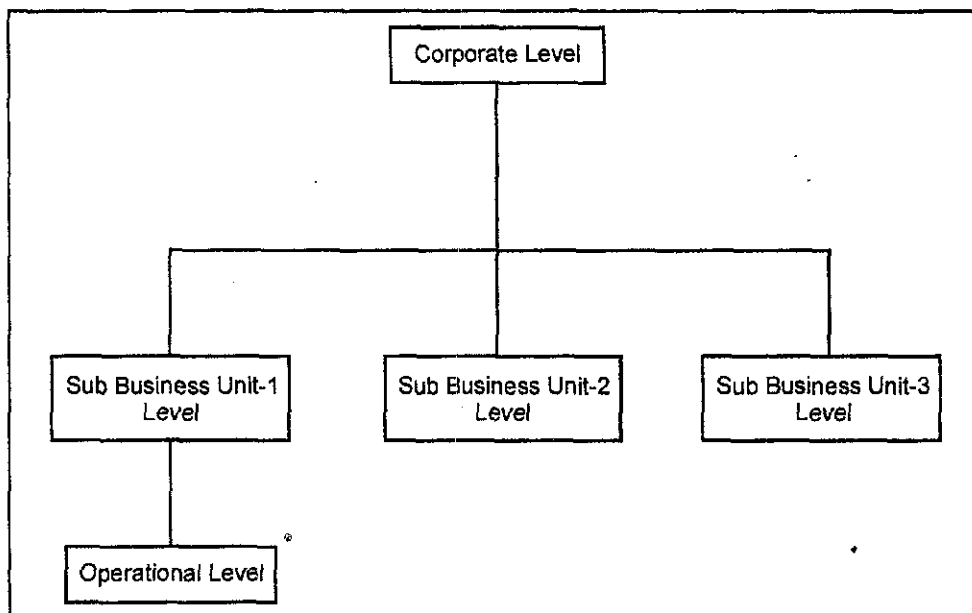 Corporate Level
Sub Business Unit-1
Level
Sub Business Unit-2
Level
Sub Business Unit-3
Level
Operational Level